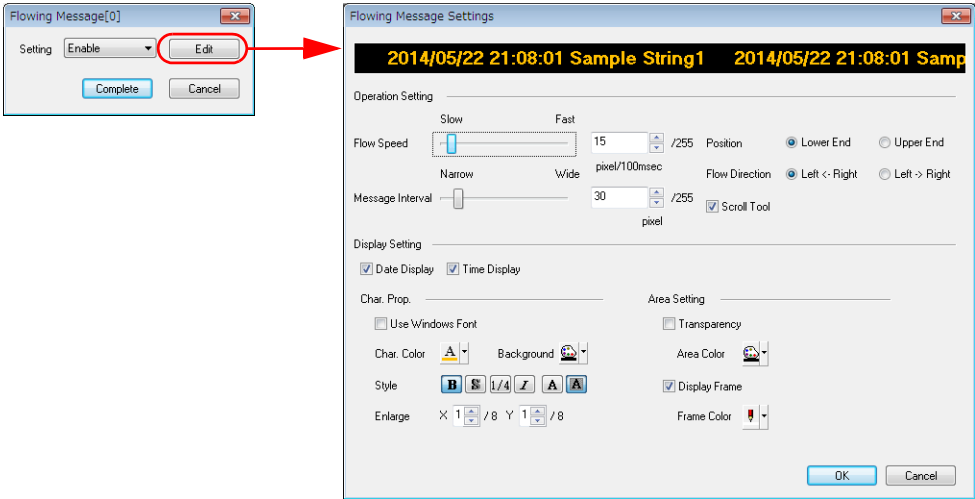 Flowing Message[0]
Setting Enable Edit
Complete Cancel
Flowing Message Settings
2014/05/22 21:08:01 Sample String1 2014/05/22 21:08:01 Samp
Operation Setting
Slow Fast
Flow Speed 15 /255 Position Lower End Upper End
pixel/100msec
Narrow Wide Flow Direction Left <- Right Left -> Right
Message Interval 30 /255 Scroll Tool
pixel
Display Setting
Date Display Time Display
Char. Prop. Area Setting
Use Windows Font Transparency
Char. Color A Background Area Color
Style B S 1/4 I A A Display Frame
Enlarge X 1 / 8 Y 1 / 8 Frame Color
OK Cancel